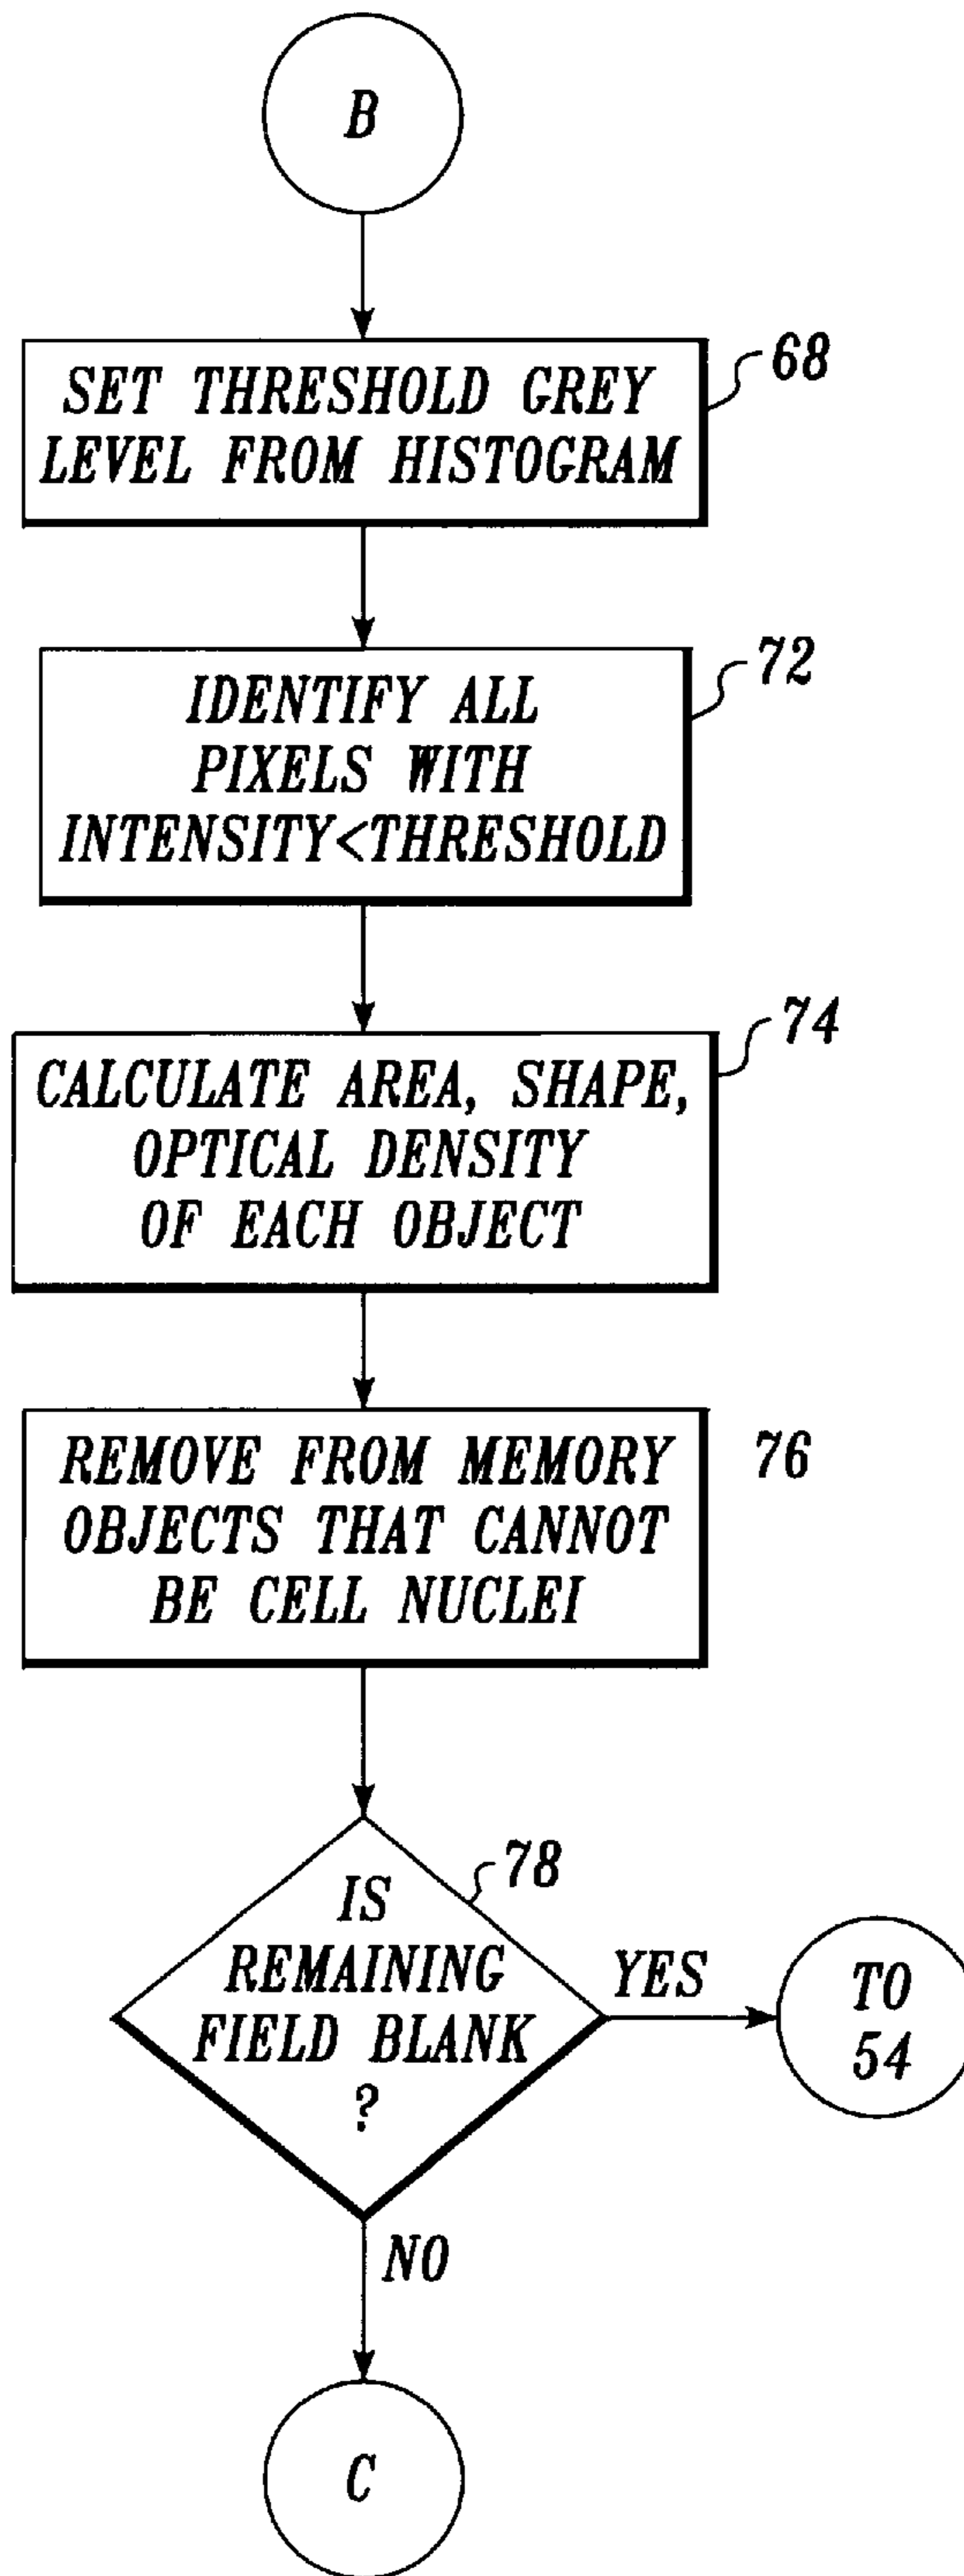 B
68
SET THRESHOLD GREY
LEVEL FROM HISTOGRAM
72
IDENTIFY ALL
PIXELS WITH
INTENSITY<THRESHOLD
74
CALCULATE AREA, SHAPE,
OPTICAL DENSITY
OF EACH OBJECT
76
REMOVE FROM MEMORY
OBJECTS THAT CANNOT
BE CELL NUCLEI
78
IS
REMAINING
FIELD BLANK
?
YES
TO
54
NO
C